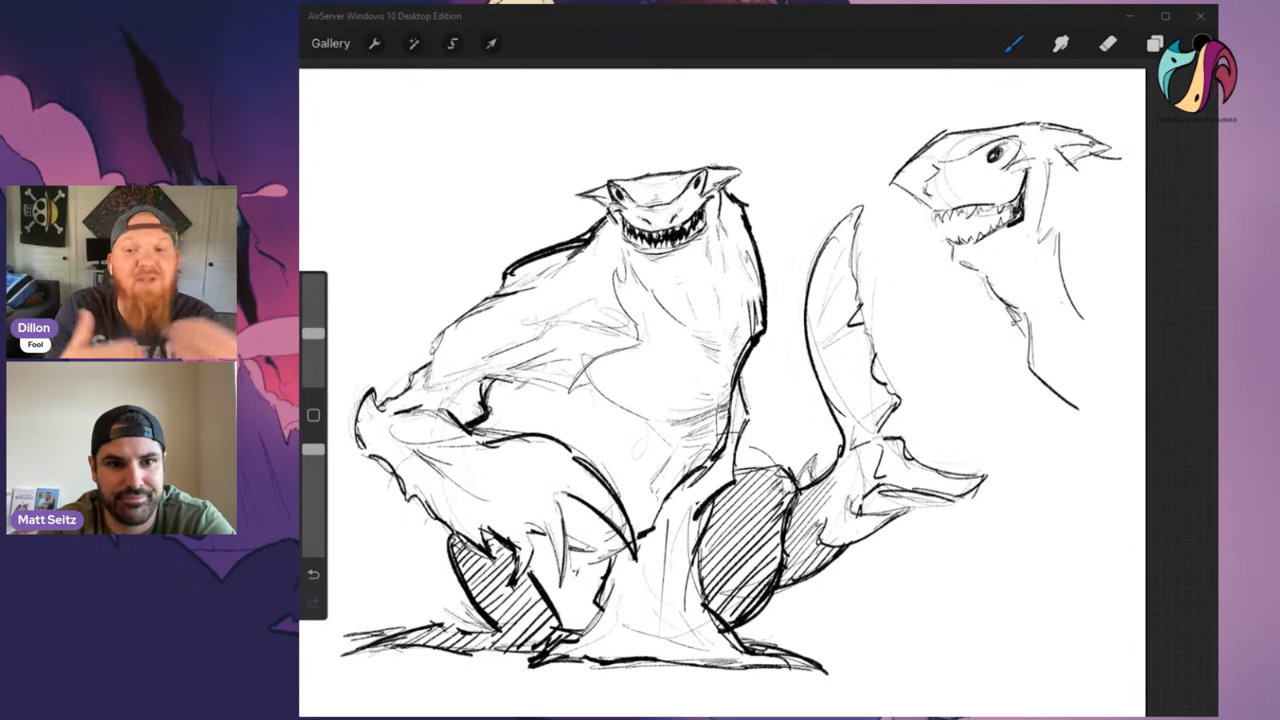 AirServer Windows 10 Desktop Edition
Gallery
Dillon
Fool
Matt Seitz